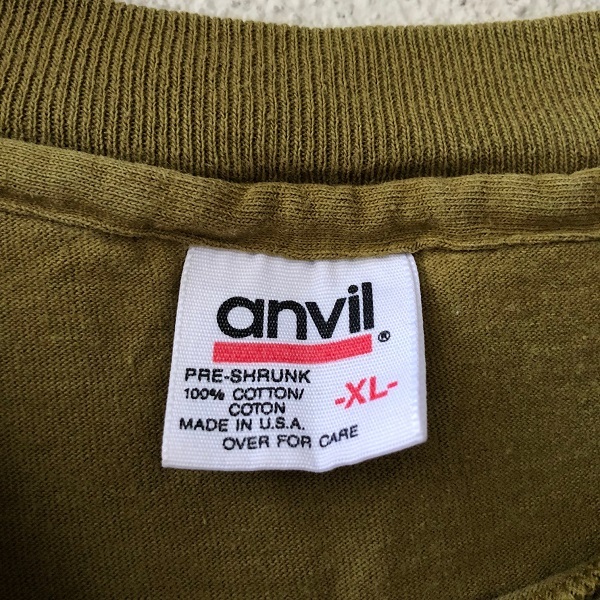 anvil®
PRE-SHRUNK
100% COTTON/
COTON
-XL-
MADE IN U.S.A.
OVER FOR CARE